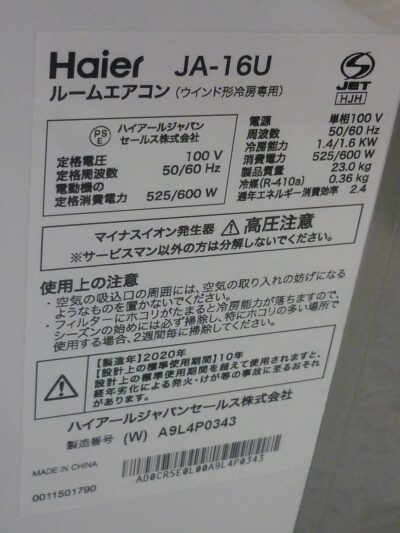 Haier JA-16U
JET
HJH
ルームエアコン (ウインド形冷房専用)
PSE
ハイアールジャパン
セールス株式会社
定格電圧 100 V
定格周波数 50/60 Hz
電動機の
定格消費電力 525/600 W
電源 単相100 V
周波数 50/60 Hz
冷房能力 1.4/1.6 KW
消費電力 525/600 W
製品質量 23.0 kg
冷媒(R-410a) 0.36 kg
通年エネルギー消費効率 2.4
マイナスイオン発生器 高圧注意
※サービスマン以外の方は分解しないでください。
使用上の注意
・空気の吸込口の周囲には、空気の取り入れの妨げになる
ようなものを置かないでください。
・フィルターにホコリがたまると冷房能力が落ちますので、
シーズンの始めには必ず掃除し、特にホコリの多い場所で
使用する場合、2週間毎に掃除してください。
[製造年]2020年
[設計上の標準使用期間]10年
設計上の標準使用期間を超えて使用されますと、
経年劣化による発火・けが等の事故に至るおそれ
があります。
ハイアールジャパンセールス株式会社
製造番号 (W) A9L4P0343
MADE IN CHINA
AD0CR5E0L00A9L4P0343
0011501790